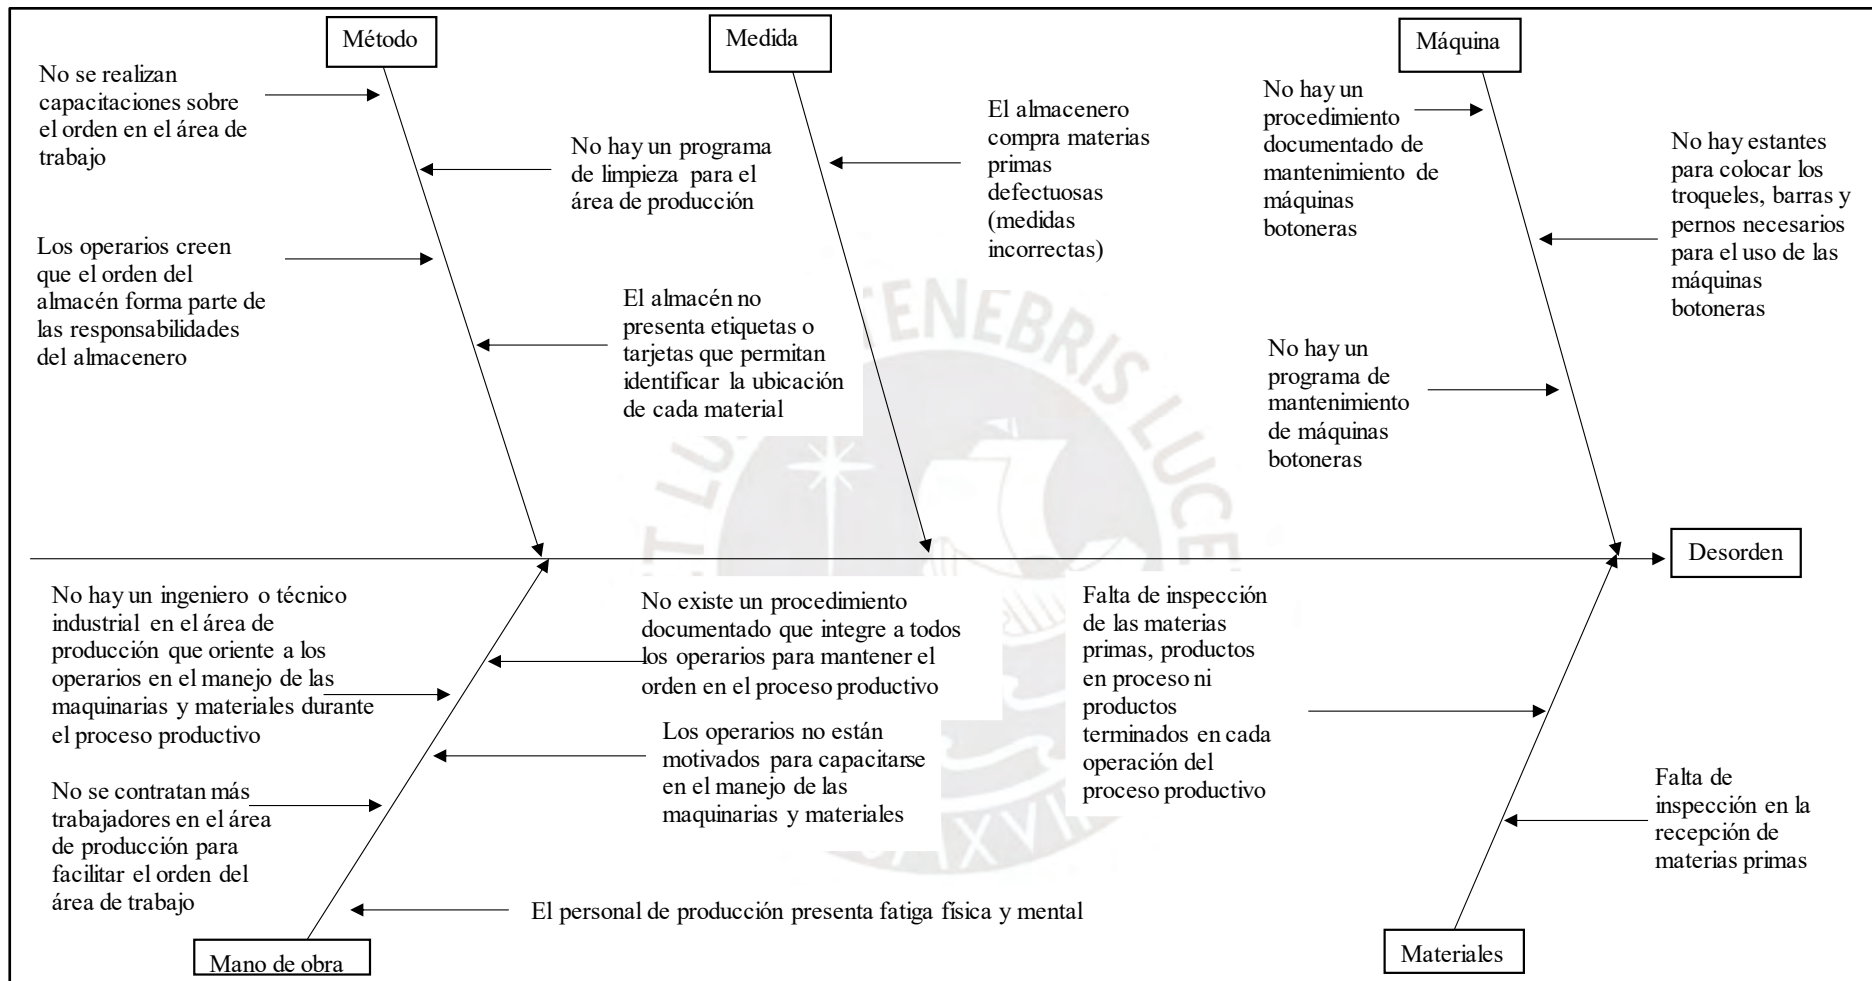 Método
Medida
Máquina
No se realizan
capacitaciones sobre
el orden en el área de
trabajo
No hay un programa
de limpieza para el
área de producción
El almacenero
compra materias
primas
defectuosas
(medidas
incorrectas)
No hay un
procedimiento
documentado de
mantenimiento de
máquinas
botoneras
No hay estantes
para colocar los
troqueles, barras y
pernos necesarios
para el uso de las
máquinas
botoneras
Los operarios creen
que el orden del
almacén forma parte de
las responsabilidades
del almacenero
El almacén no
presenta etiquetas o
tarjetas que permitan
identificar la ubicación
de cada material
No hay un
programa de
mantenimiento
de máquinas
botoneras
Desorden
No hay un ingeniero o técnico
industrial en el área de
producción que oriente a los
operarios en el manejo de las
maquinarias y materiales durante
el proceso productivo
No existe un procedimiento
documentado que integre a todos
los operarios para mantener el
orden en el proceso productivo
Falta de inspección
de las materias
primas, productos
en proceso ni
productos
terminados en cada
operación del
proceso productivo
Los operarios no están
motivados para capacitarse
en el manejo de las
maquinarias y materiales
No se contratan más
trabajadores en el área
de producción para
facilitar el orden del
área de trabajo
Falta de
inspección en la
recepción de
materias primas
El personal de producción presenta fatiga física y mental
Mano de obra
Materiales
TENEBRIS LUCE